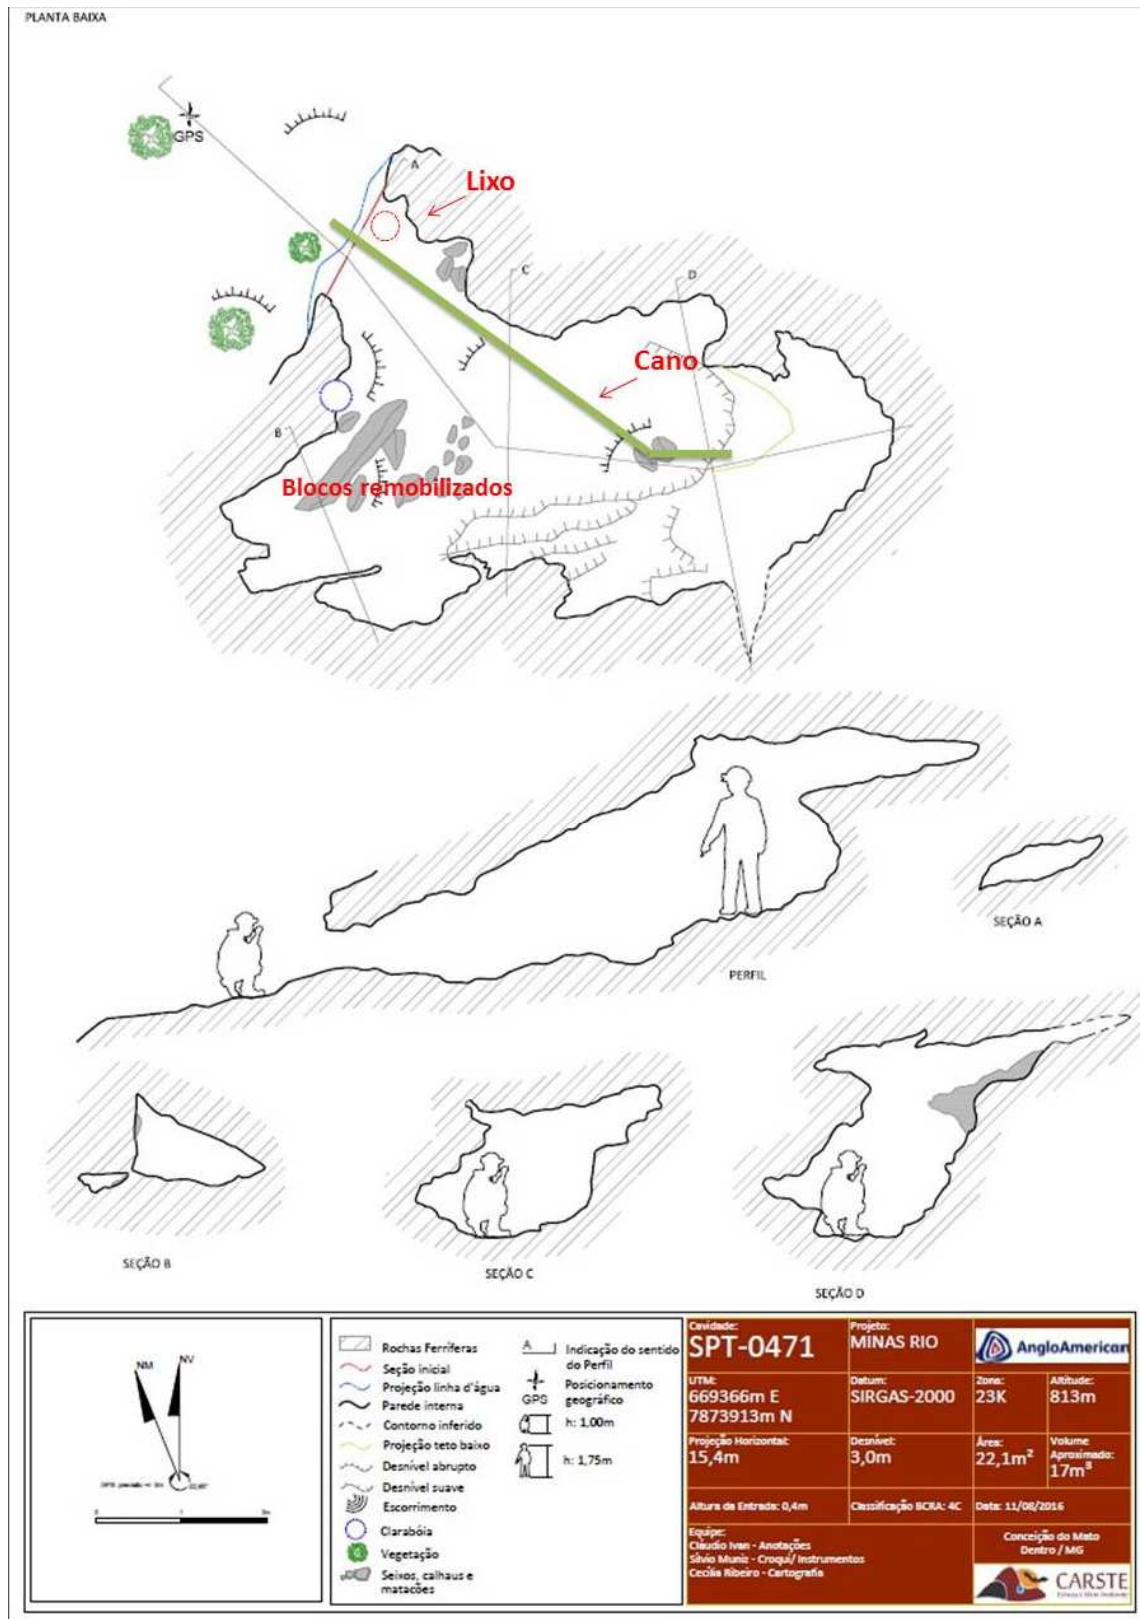 PLANTA BAIXA
GPS
A
Lixo
C
D
Cano
B
Blocos remobilizados
SEÇÃO A
PERFIL
SEÇÃO B
SEÇÃO C
SEÇÃO D
NM
NV
Rochas Ferríferas
Seção inicial
Projeção linha d'água
Parede interna
Contorno inferido
Projeção teto baixo
Desnível abrupto
Desnível suave
Escorrimento
Clarabóia
Vegetação
Seixos, calhaus e
matacões
A
Indicação do sentido
do Perfil
GPS
Posicionamento
geográfico
h: 1,00m
h: 1,75m
Cavidade:
SPT-0471
Projeto:
MINAS RIO
AngloAmerican
UTM:
669366m E
7873913m N
Datum:
SIRGAS-2000
Zona:
23K
Altitude:
813m
Projeção Horizontal:
15,4m
Desnível:
3,0m
Área:
22,1m²
Volume
Aproximado:
17m³
Altura da Entrada: 0,4m
Classificação BCRA: 4C
Data: 11/08/2016
Equipe:
Cláudio Ivan - Anotações
Silvio Muniz - Croqui/ Instrumentos
Cecilia Ribeiro - Cartografia
Conceição do Mato
Dentro / MG
CARSTE